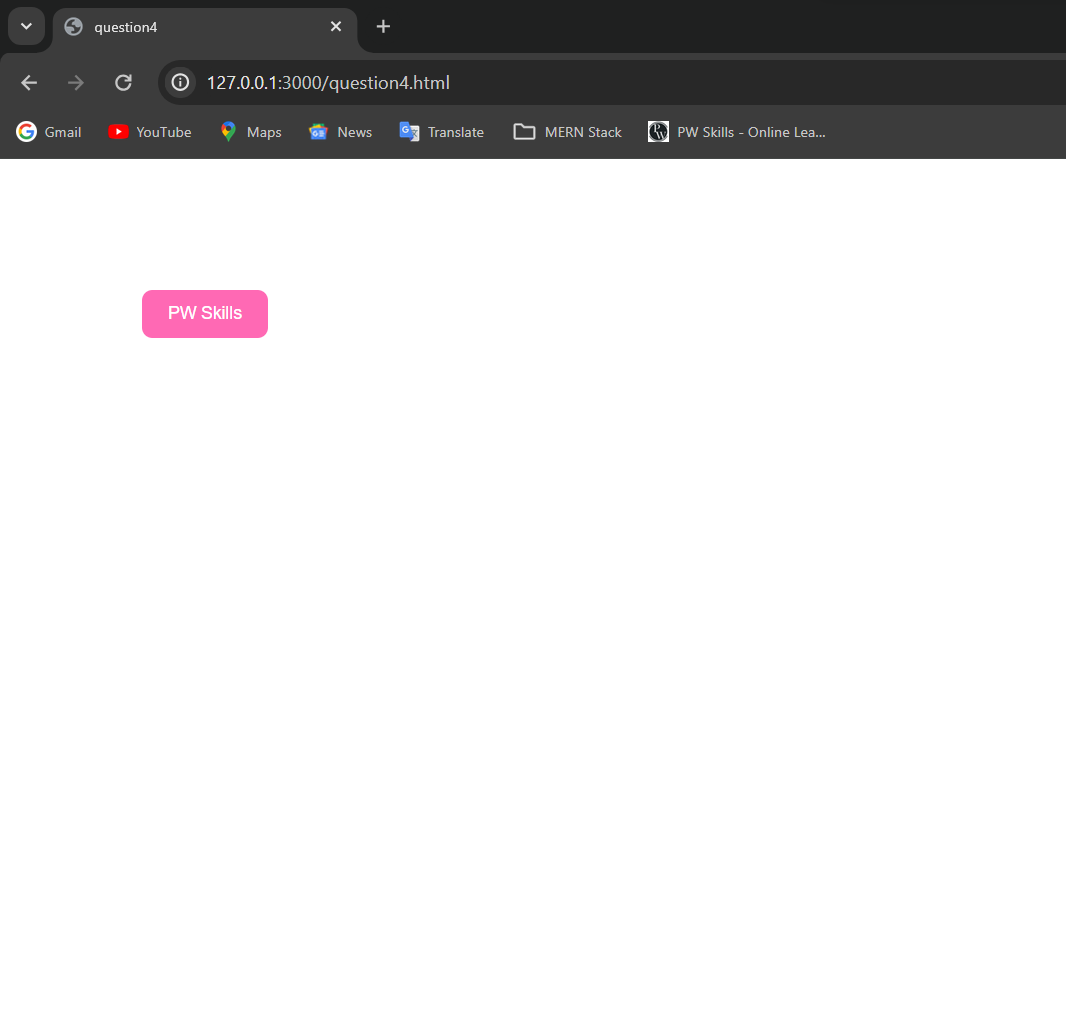 question4
127.0.0.1:3000/question4.html
Gmail YouTube Maps News Translate MERN Stack PW Skills - Online Lea...
PW Skills